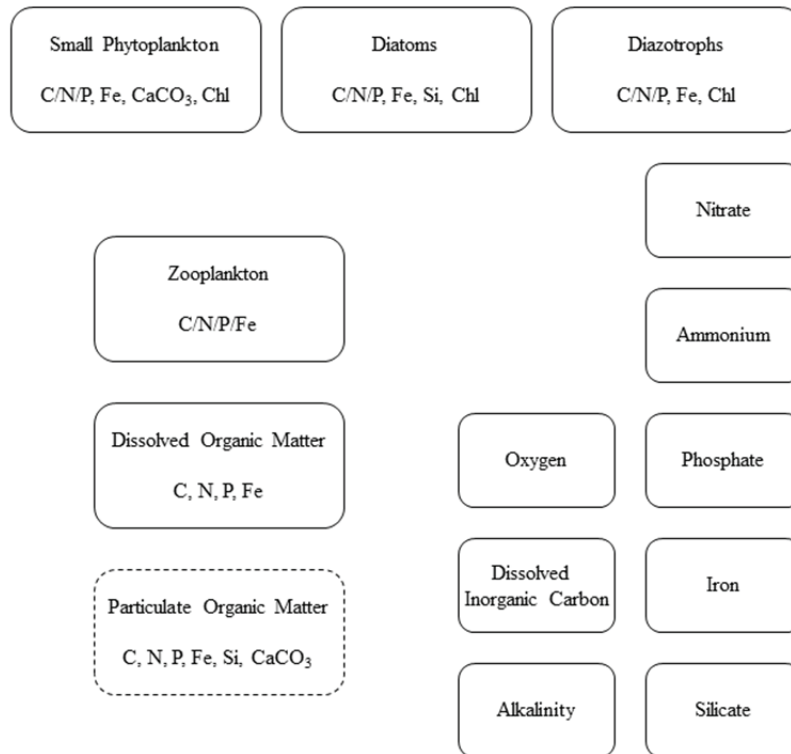 Small Phytoplankton
C/N/P, Fe, CaCO₃, Chl
Diatoms
C/N/P, Fe, Si, Chl
Diazotrophs
C/N/P, Fe, Chl
Nitrate
Zooplankton
C/N/P/Fe
Ammonium
Dissolved Organic Matter
C, N, P, Fe
Oxygen
Phosphate
Particulate Organic Matter
C, N, P, Fe, Si, CaCO₃
Dissolved
Inorganic Carbon
Iron
Alkalinity
Silicate